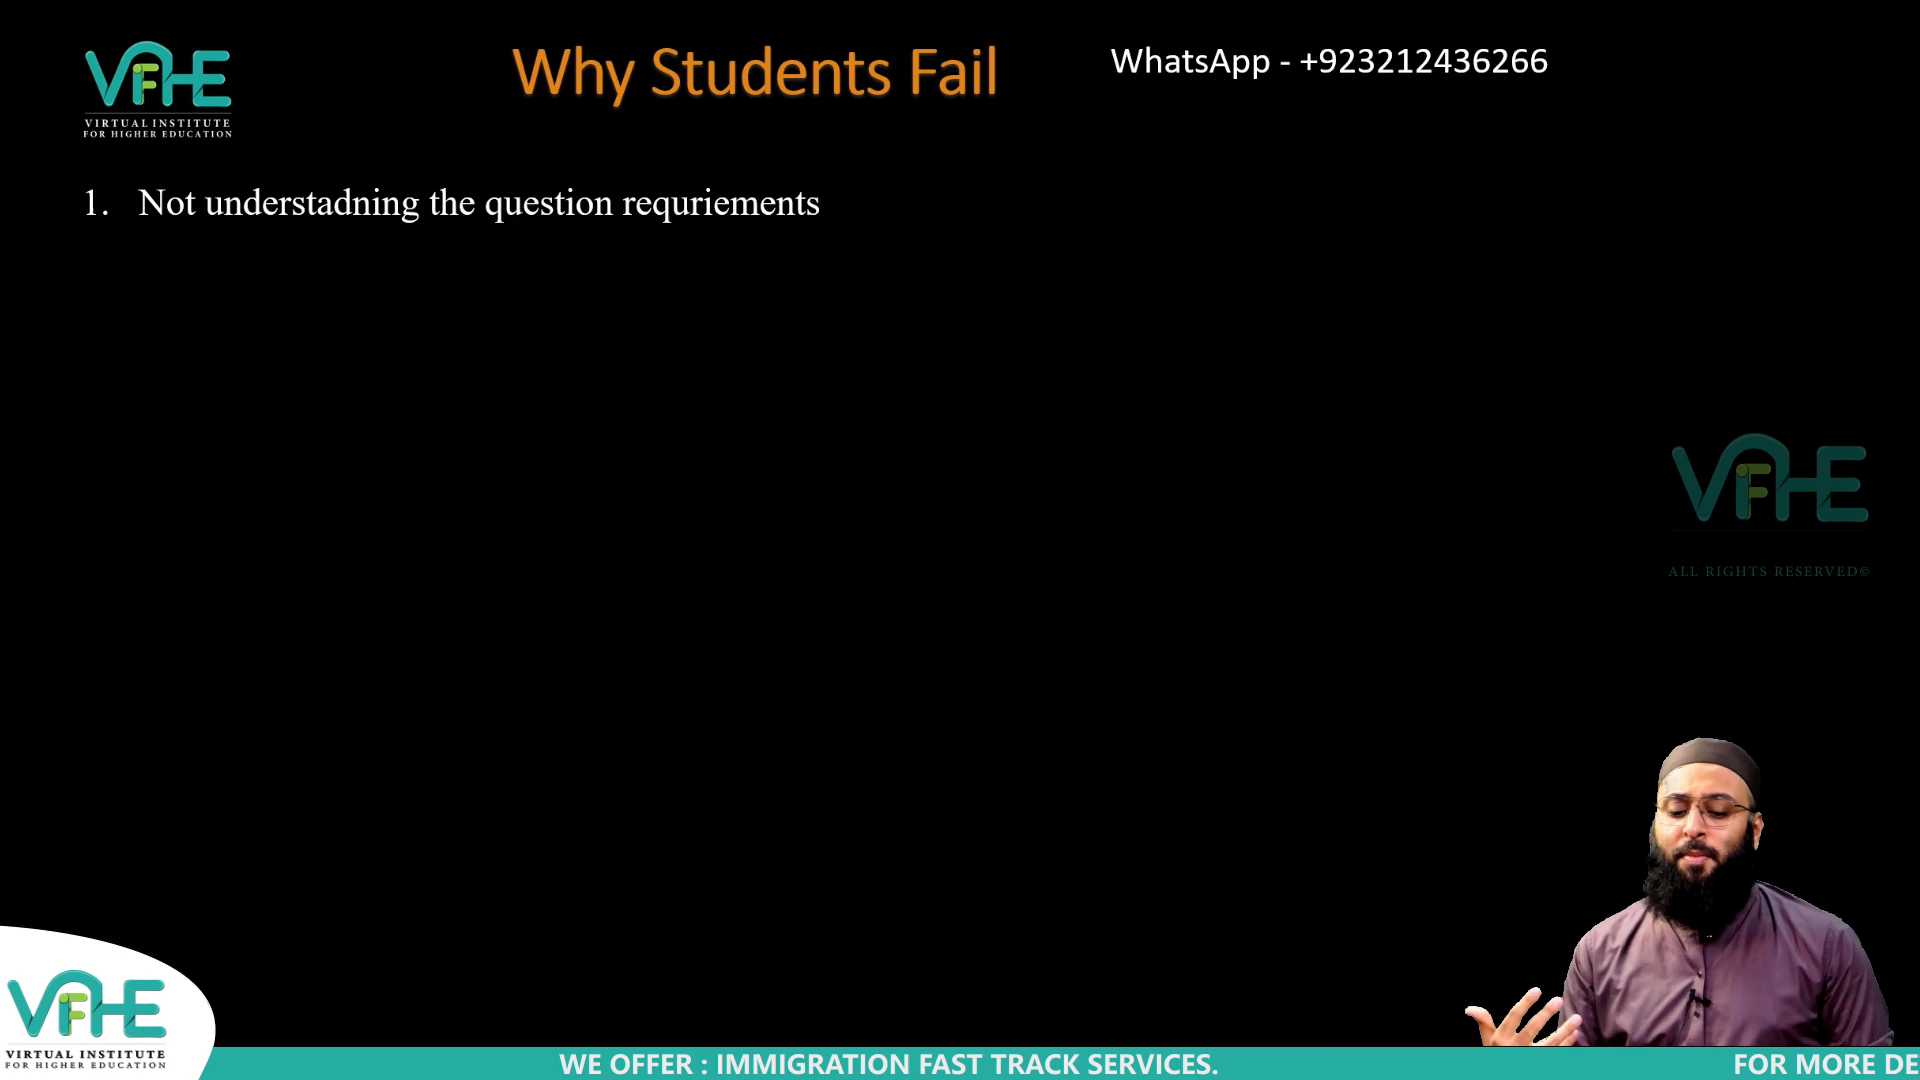 VIFHE
VIRTUAL INSTITUTE
FOR HIGHER EDUCATION
Why Students Fail
WhatsApp - +923212436266
1. Not understadning the question requriements
VIFHE
ALL RIGHTS RESERVED©
VIFHE
VIRTUAL INSTITUTE
FOR HIGHER EDUCATION
WE OFFER : IMMIGRATION FAST TRACK SERVICES.
FOR MORE DE